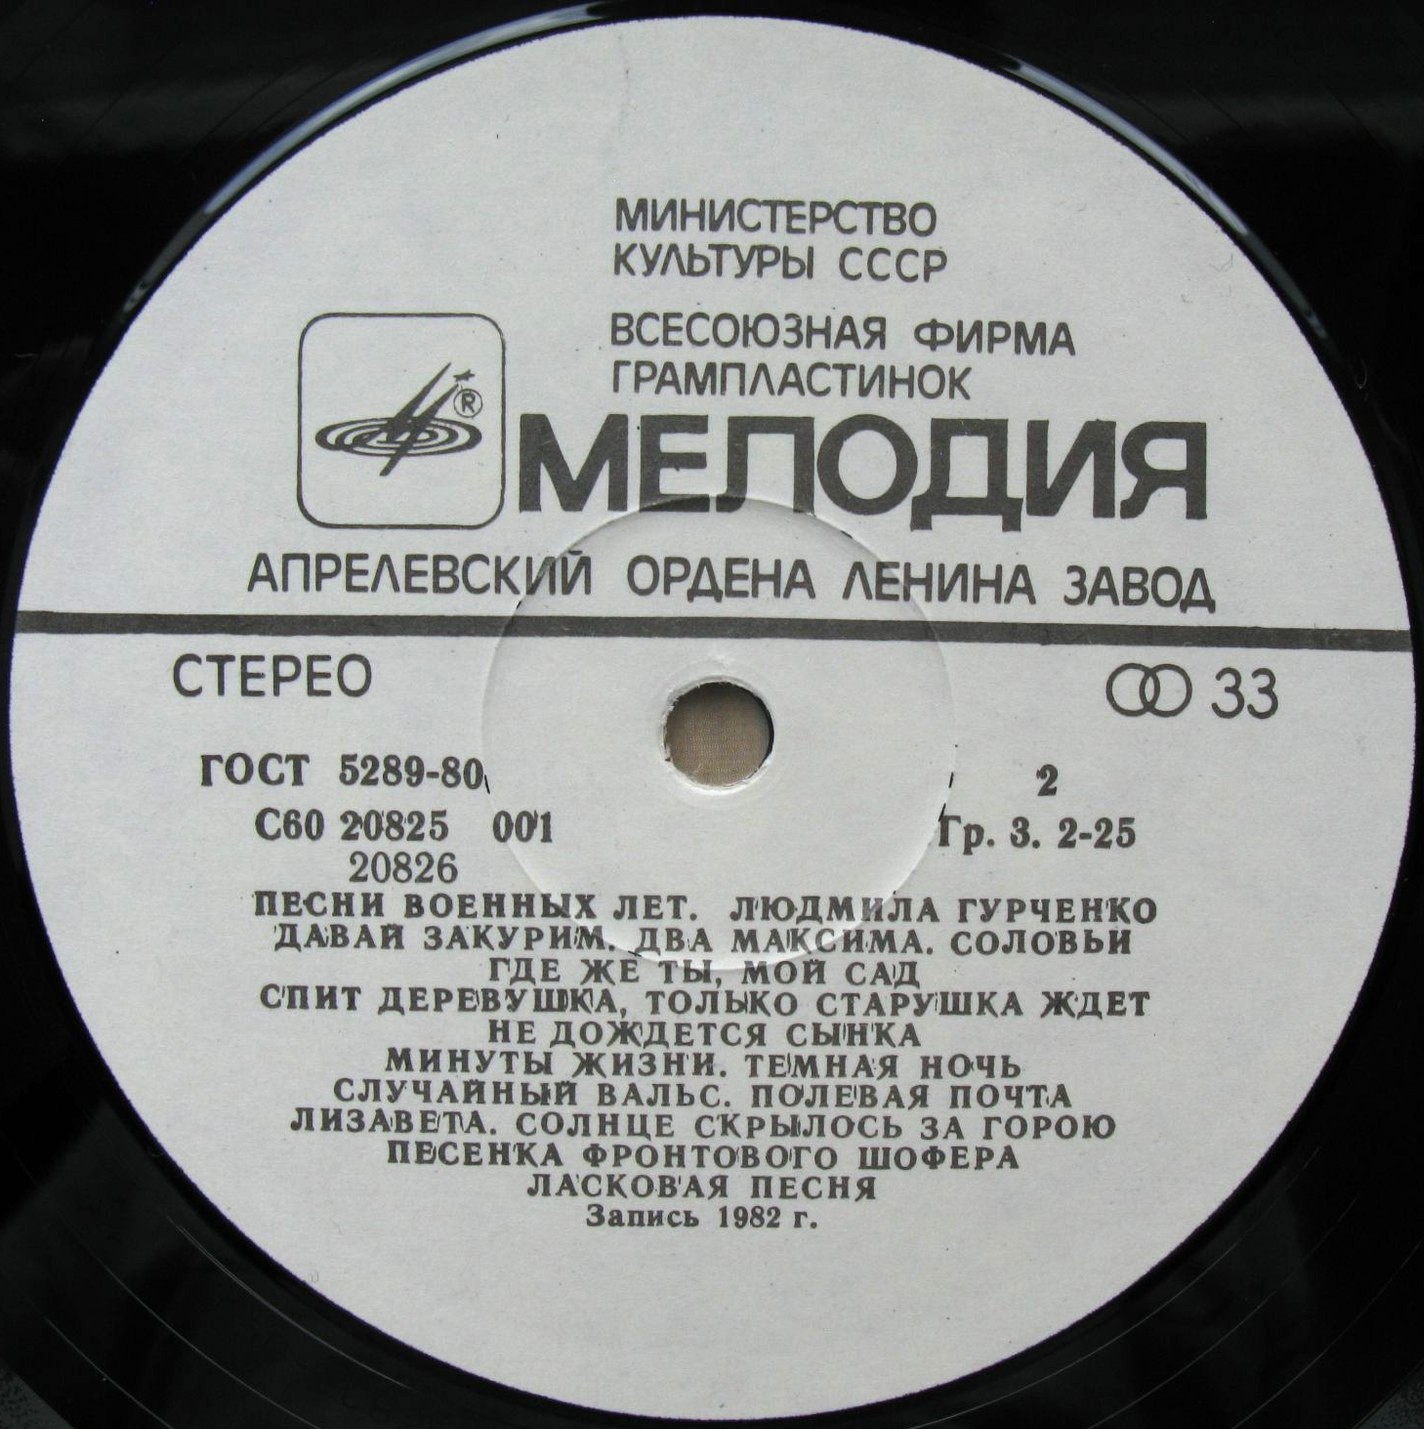 МИНИСТЕРСТВО
КУЛЬТУРЫ СССР
ВСЕСОЮЗНАЯ ФИРМА
ГРАМПЛАСТИНОК
®
МЕЛОДИЯ
АПРЕЛЕВСКИЙ ОРДЕНА ЛЕНИНА ЗАВОД
СТЕРЕО
33
ГОСТ 5289-80
2
С60 20825 001
Гр. 3. 2-25
20826
ПЕСНИ ВОЕННЫХ ЛЕТ. ЛЮДМИЛА ГУРЧЕНКО
ДАВАЙ ЗАКУРИМ. ДВА МАКСИМА. СОЛОВЬИ
ГДЕ ЖЕ ТЫ, МОЙ САД
СПИТ ДЕРЕВУШКА, ТОЛЬКО СТАРУШКА ЖДЕТ
НЕ ДОЖДЕТСЯ СЫНКА
МИНУТЫ ЖИЗНИ. ТЕМНАЯ НОЧЬ
СЛУЧАЙНЫЙ ВАЛЬС. ПОЛЕВАЯ ПОЧТА
ЛИЗАВЕТА. СОЛНЦЕ СКРЫЛОСЬ ЗА ГОРОЮ
ПЕСЕНКА ФРОНТОВОГО ШОФЕРА
ЛАСКОВАЯ ПЕСНЯ
Запись 1982 г.